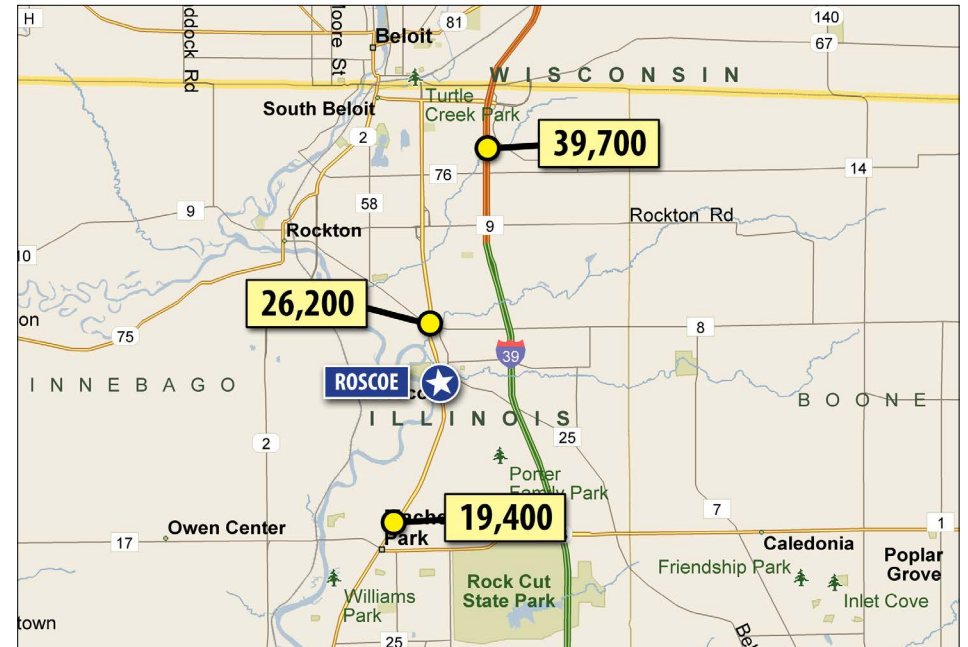 H
ddock Rd
loore St
81
Beloit
140
67
WISCONSIN
South Beloit
Turtle
Creek Park
2
39,700
76
14
58
9
Rockton
9
Rockton Rd
10
26,200
on
75
8
39
INNEBAGO
ROSCOE
BOONE
ILLINOIS
2
25
Porter
Family Park
7
19,400
Park
Owen Center
17
1
Caledonia
Poplar
Grove
Friendship Park
Inlet Cove
Rock Cut
State Park
Williams
Park
town
25
Be